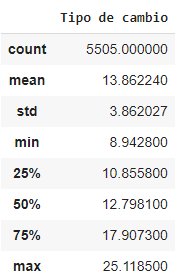 Tipo de cambio
count 5505.000000
mean 13.862240
std 3.862027
min 8.942800
25% 10.855800
50% 12.798100
75% 17.907300
max 25.118500